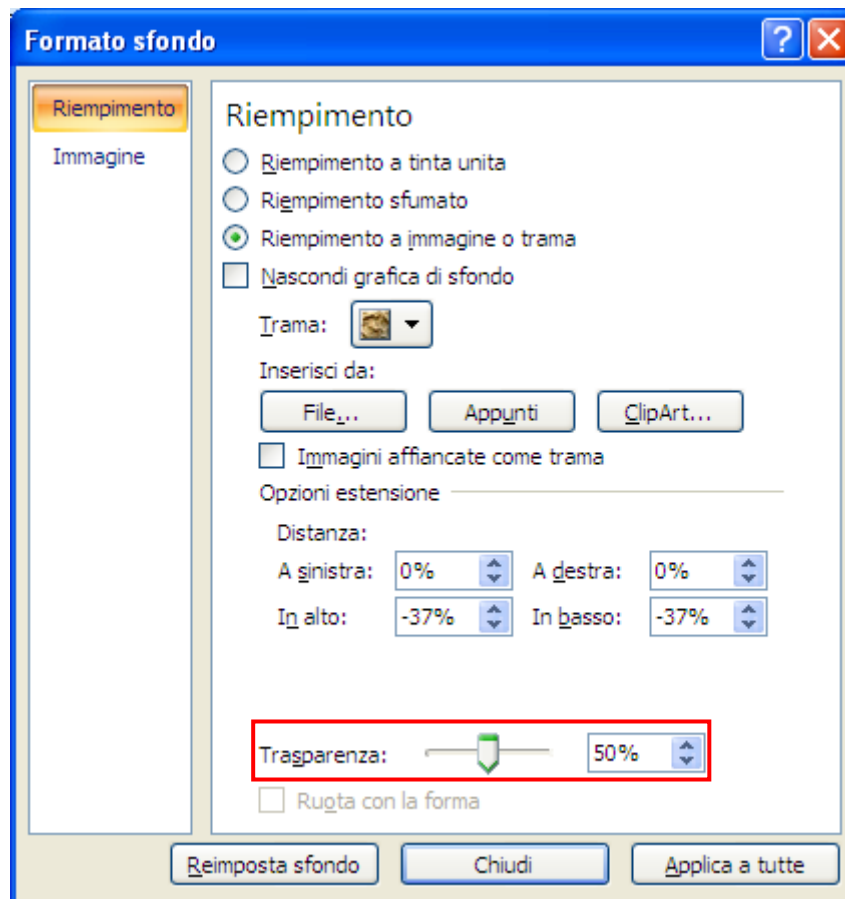 Formato sfondo
Riempimento
Immagine
Riempimento
Riempimento a tinta unita
Riempimento sfumato
Riempimento a immagine o trama
Nascondi grafica di sfondo
Trama:
Inserisci da:
File... Appunti ClipArt...
Immagini affiancate come trama
Opzioni estensione
Distanza:
A sinistra: 0% A destra: 0%
In alto: -37% In basso: -37%
Trasparenza: 50%
Ruota con la forma
Reimposta sfondo Chiudi Applica a tutte